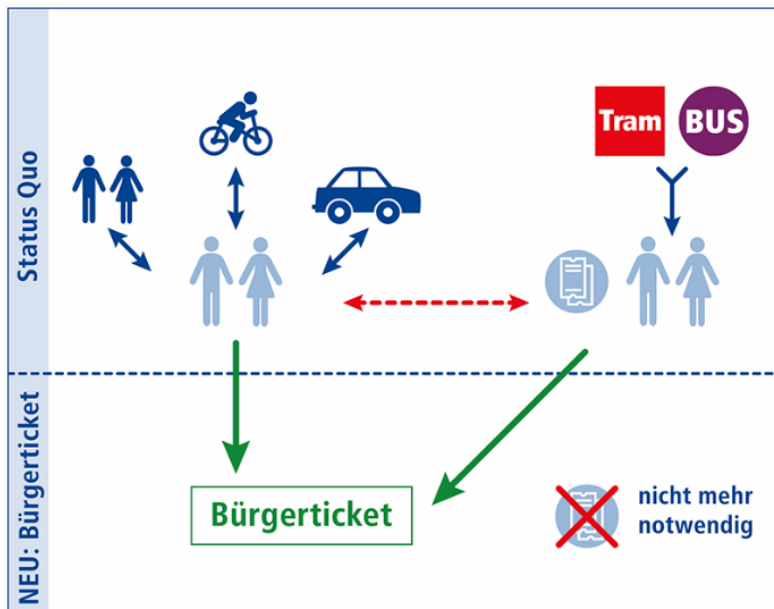 Status Quo
Tram
BUS
NEU: Bürgerticket
Bürgerticket
nicht mehr
notwendig